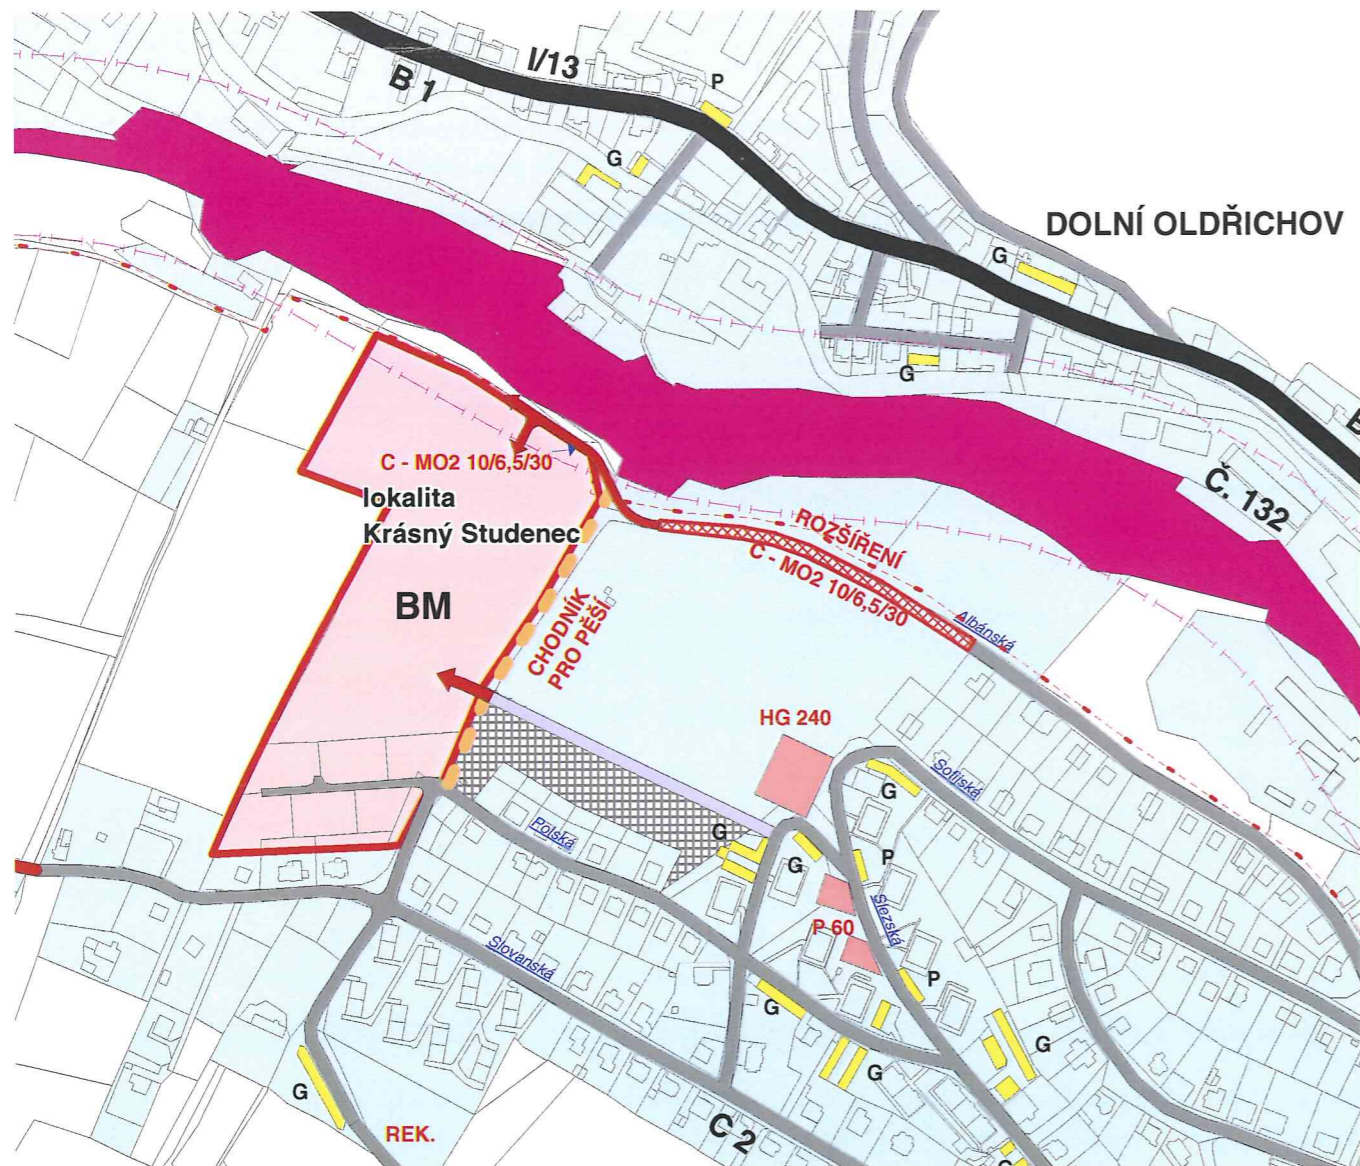 I/13
B 1
P
G
DOLNÍ OLDŘICHOV
G
G
Č. 132
C - MO2 10/6,5/30
lokalita
Krásný Studenec
BM
ROZŠÍŘENÍ
C - MO2 10/6,5/30
Albánská
CHODNÍK
PRO PĚŠÍ
HG 240
Sofijská
G
Polská
G
G
P
P 60
Slezská
Slovanská
P
G
G
G
G
REK.
C 2